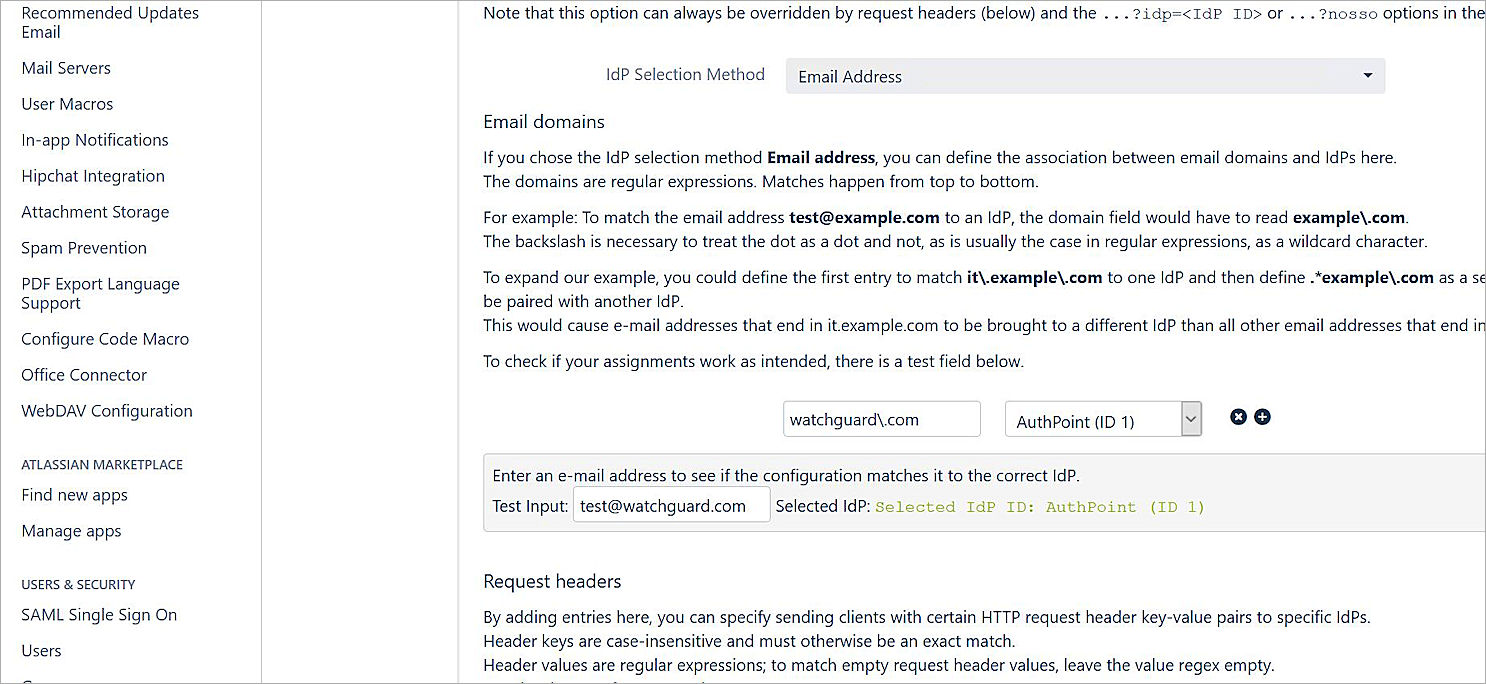 Recommended Updates
Email
Mail Servers
User Macros
In-app Notifications
Hipchat Integration
Attachment Storage
Spam Prevention
PDF Export Language
Support
Configure Code Macro
Office Connector
WebDAV Configuration
ATLASSIAN MARKETPLACE
Find new apps
Manage apps
USERS & SECURITY
SAML Single Sign On
Users
Note that this option can always be overridden by request headers (below) and the ...?idp=<IdP ID> or ...?nosso options in the
IdP Selection Method Email Address
Email domains
If you chose the IdP selection method Email address, you can define the association between email domains and IdPs here.
The domains are regular expressions. Matches happen from top to bottom.
For example: To match the email address test@example.com to an IdP, the domain field would have to read example\.com.
The backslash is necessary to treat the dot as a dot and not, as is usually the case in regular expressions, as a wildcard character.
To expand our example, you could define the first entry to match it\.example\.com to one IdP and then define .*example\.com as a se
be paired with another IdP.
This would cause e-mail addresses that end in it.example.com to be brought to a different IdP than all other email addresses that end in
To check if your assignments work as intended, there is a test field below.
watchguard\.com AuthPoint (ID 1)
Enter an e-mail address to see if the configuration matches it to the correct IdP.
Test Input: test@watchguard.com Selected IdP: Selected IdP ID: AuthPoint (ID 1)
Request headers
By adding entries here, you can specify sending clients with certain HTTP request header key-value pairs to specific IdPs.
Header keys are case-insensitive and must otherwise be an exact match.
Header values are regular expressions; to match empty request header values, leave the value regex empty.